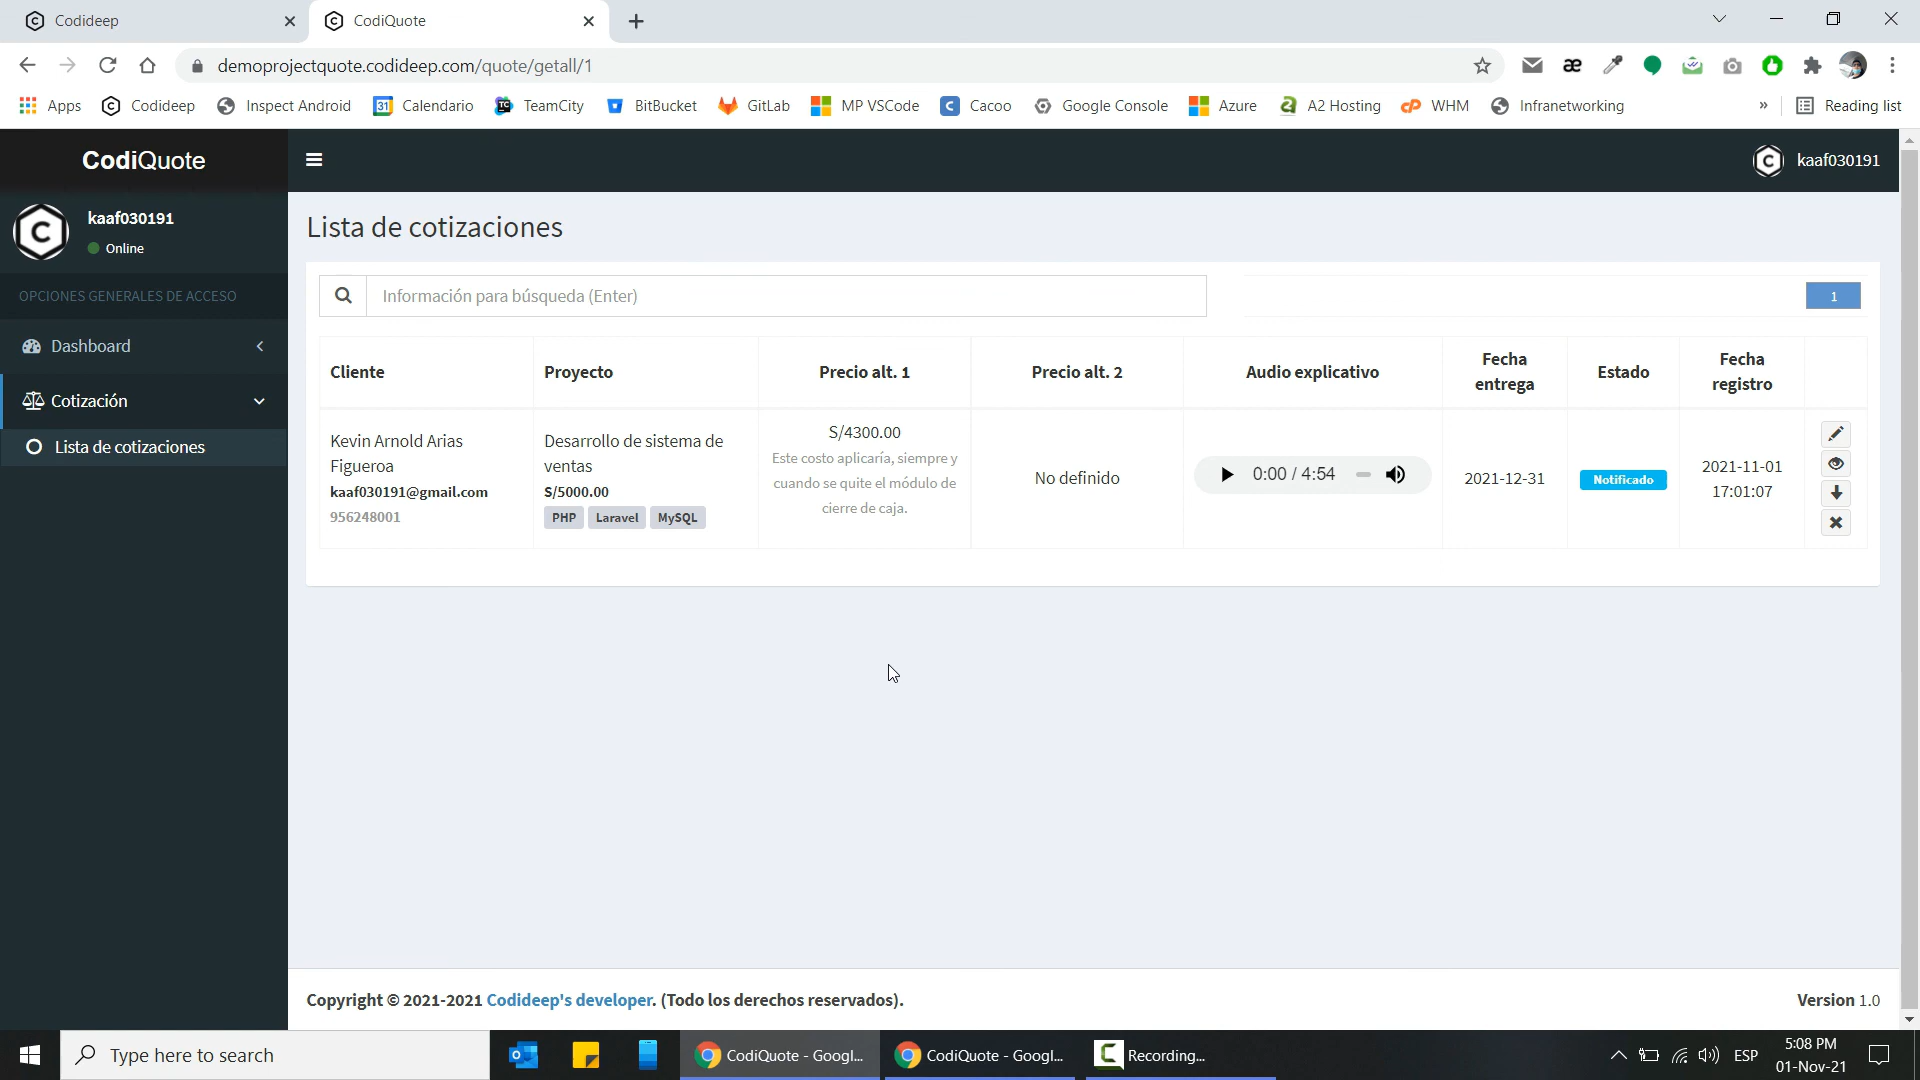 Codideep
CodiQuote
demoprojectquote.codideep.com/quote/getall/1
Apps Codideep Inspect Android Calendario TeamCity BitBucket GitLab MP VSCode Cacoo Google Console Azure A2 Hosting WHM Infranetworking » Reading list
CodiQuote
kaaf030191
kaaf030191
Online
OPCIONES GENERALES DE ACCESO
Dashboard
Cotización
Lista de cotizaciones
Lista de cotizaciones
Información para búsqueda (Enter)
1
Cliente
Proyecto
Precio alt. 1
Precio alt. 2
Audio explicativo
Fecha
entrega
Estado
Fecha
registro
Kevin Arnold Arias
Figueroa
kaaf030191@gmail.com
956248001
Desarrollo de sistema de
ventas
S/5000.00
PHP Laravel MySQL
S/4300.00
Este costo aplicaría, siempre y
cuando se quite el módulo de
cierre de caja.
No definido
0:00 / 4:54
2021-12-31
Notificado
2021-11-01
17:01:07
Copyright © 2021-2021 Codideep's developer. (Todo los derechos reservados).
Version 1.0
Type here to search
CodiQuote - Googl...
CodiQuote - Googl...
Recording...
ESP
5:08 PM
01-Nov-21